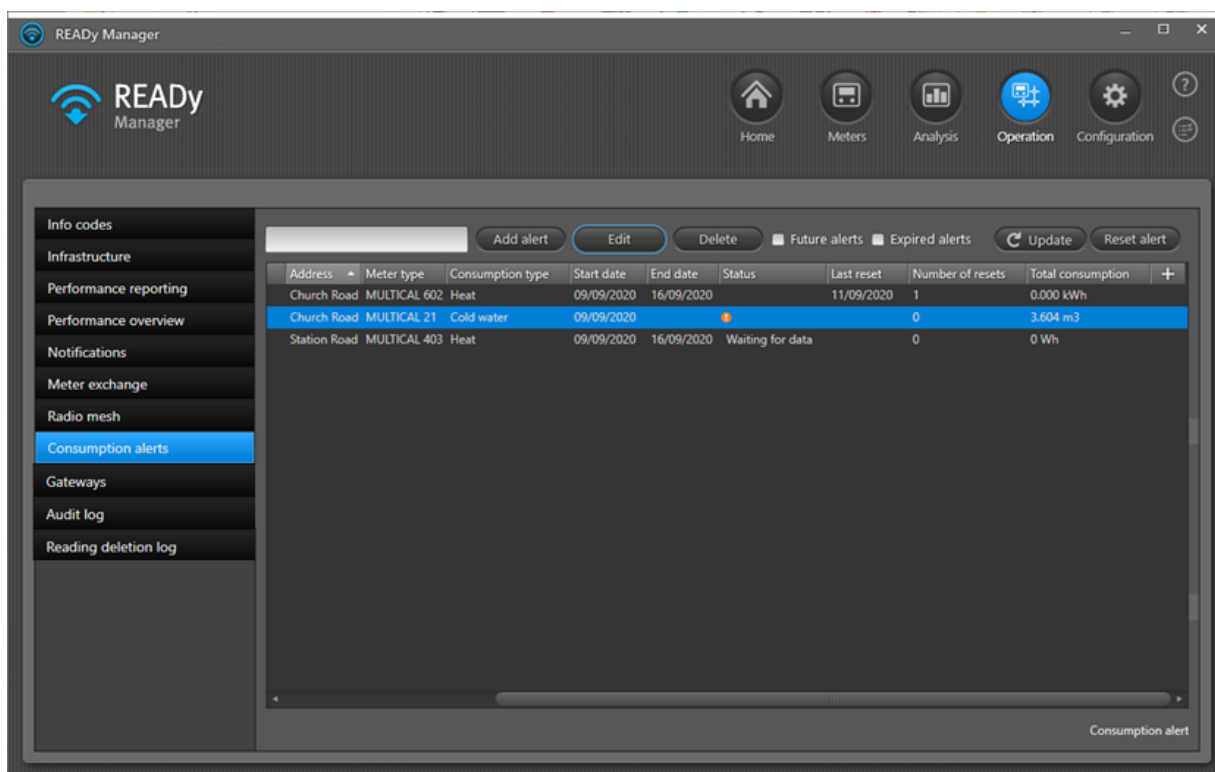 READy Manager
READy
Manager
Home
Meters
Analysis
Operation
Configuration
Info codes
Infrastructure
Performance reporting
Performance overview
Notifications
Meter exchange
Radio mesh
Consumption alerts
Gateways
Audit log
Reading deletion log
Add alert Edit Delete Future alerts Expired alerts Update Reset alert
Address Meter type Consumption type Start date End date Status Last reset Number of resets Total consumption +
Church Road MULTICAL 602 Heat 09/09/2020 16/09/2020 11/09/2020 1 0.000 kWh
Church Road MULTICAL 21 Cold water 09/09/2020 0 3.604 m3
Station Road MULTICAL 403 Heat 09/09/2020 16/09/2020 Waiting for data 0 0 Wh
Consumption alert